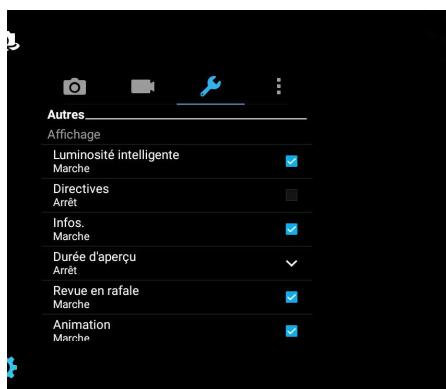 Autres
Affichage
Luminosité intelligente
Marche
Directives
Arrêt
Infos.
Marche
Durée d'aperçu
Arrêt
Revue en rafale
Marche
Animation
Marche